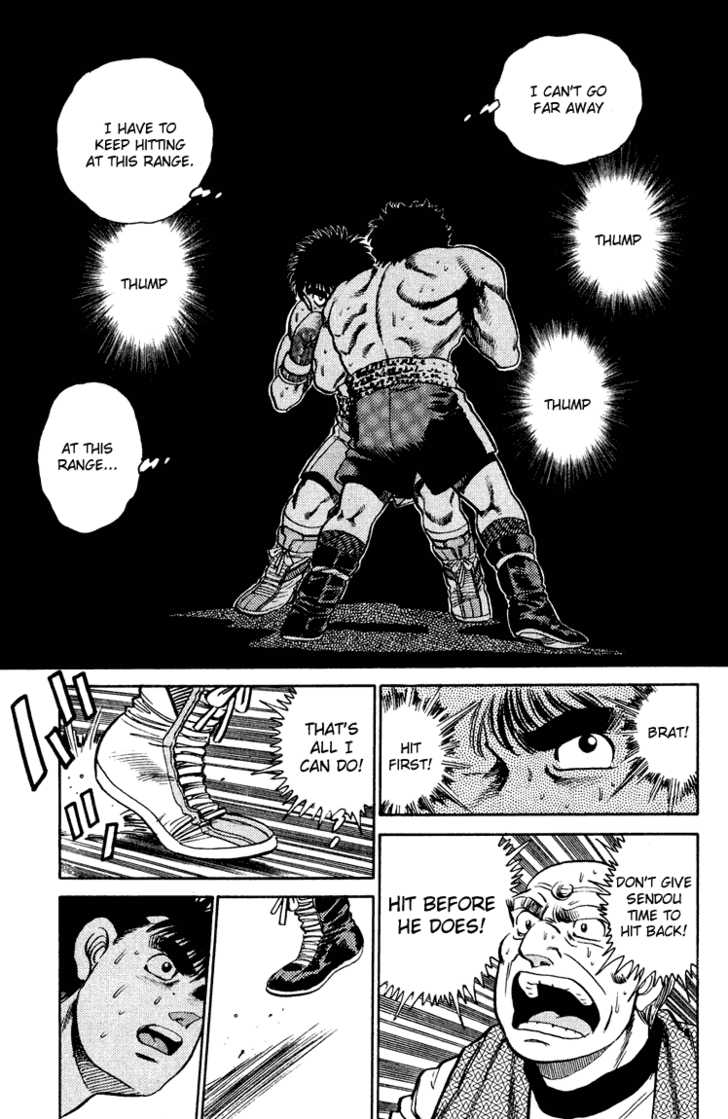 I CAN'T GO
FAR AWAY
I HAVE TO
KEEP HITTING
AT THIS RANGE.
THUMP
THUMP
THUMP
AT THIS
RANGE...
BRAT!
HIT
FIRST!
THAT'S
ALL I
CAN DO!
DON'T GIVE
SENDOU
TIME TO
HIT BACK!
HIT BEFORE
HE DOES!